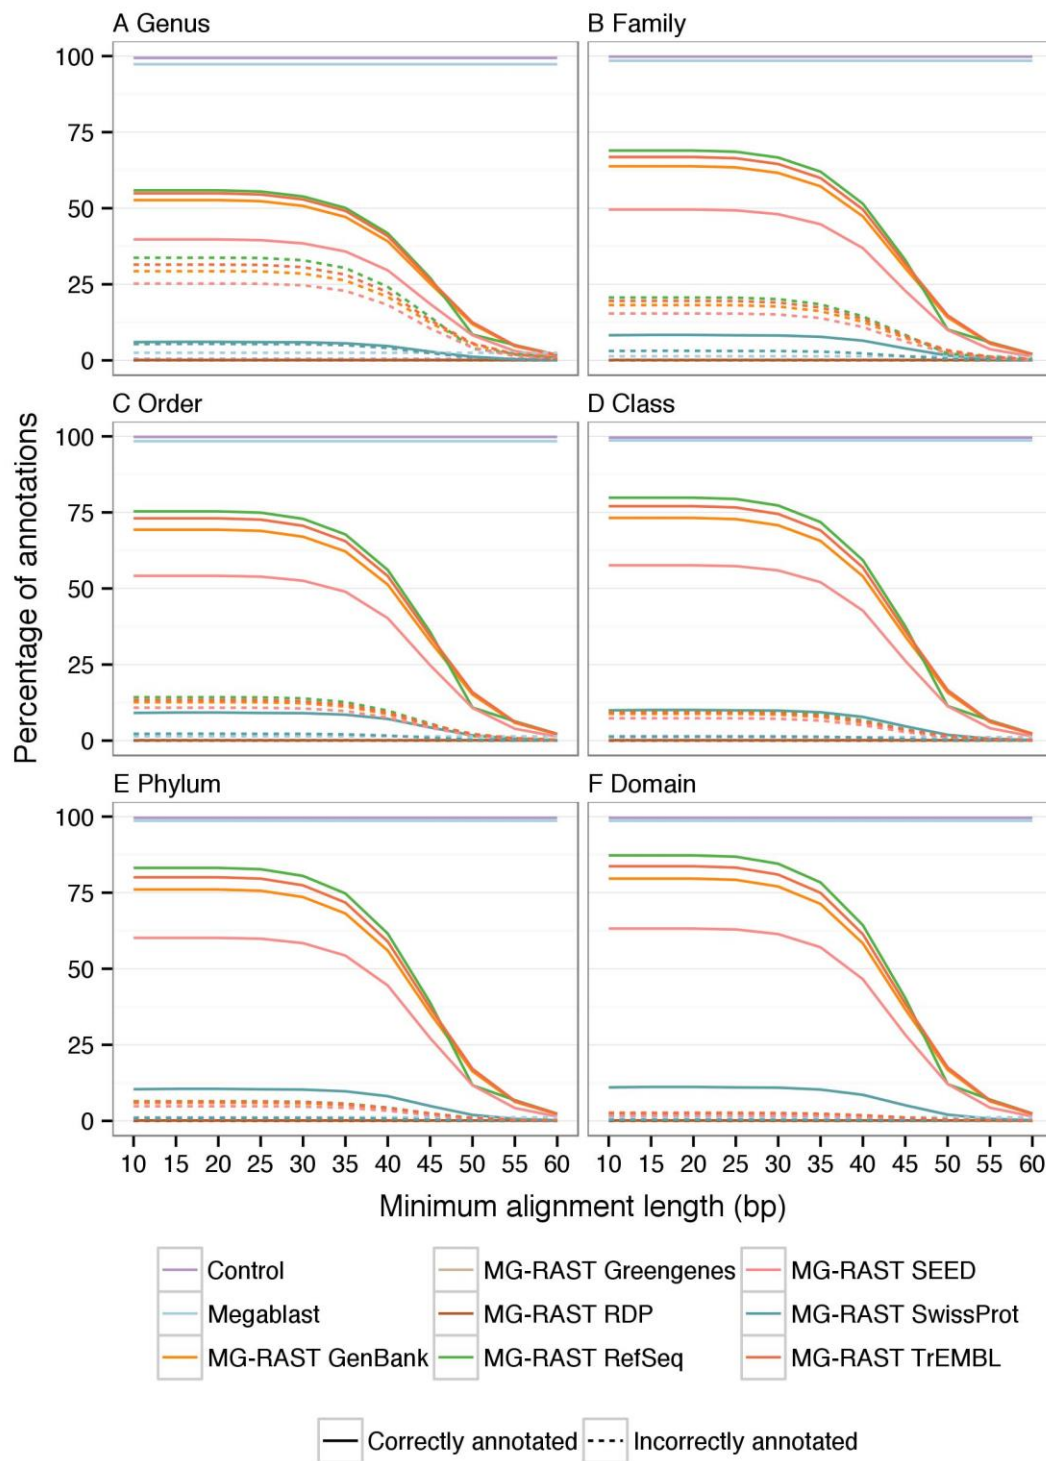 A Genus
B Family
100
75
50
25
0
C Order
D Class
100
75
50
25
0
E Phylum
F Domain
100
75
50
25
0
10 15 20 25 30 35 40 45 50 55 60
10 15 20 25 30 35 40 45 50 55 60
Percentage of annotations
Minimum alignment length (bp)
Control
MG-RAST Greengenes
MG-RAST SEED
Megablast
MG-RAST RDP
MG-RAST SwissProt
MG-RAST GenBank
MG-RAST RefSeq
MG-RAST TrEMBL
Correctly annotated
Incorrectly annotated